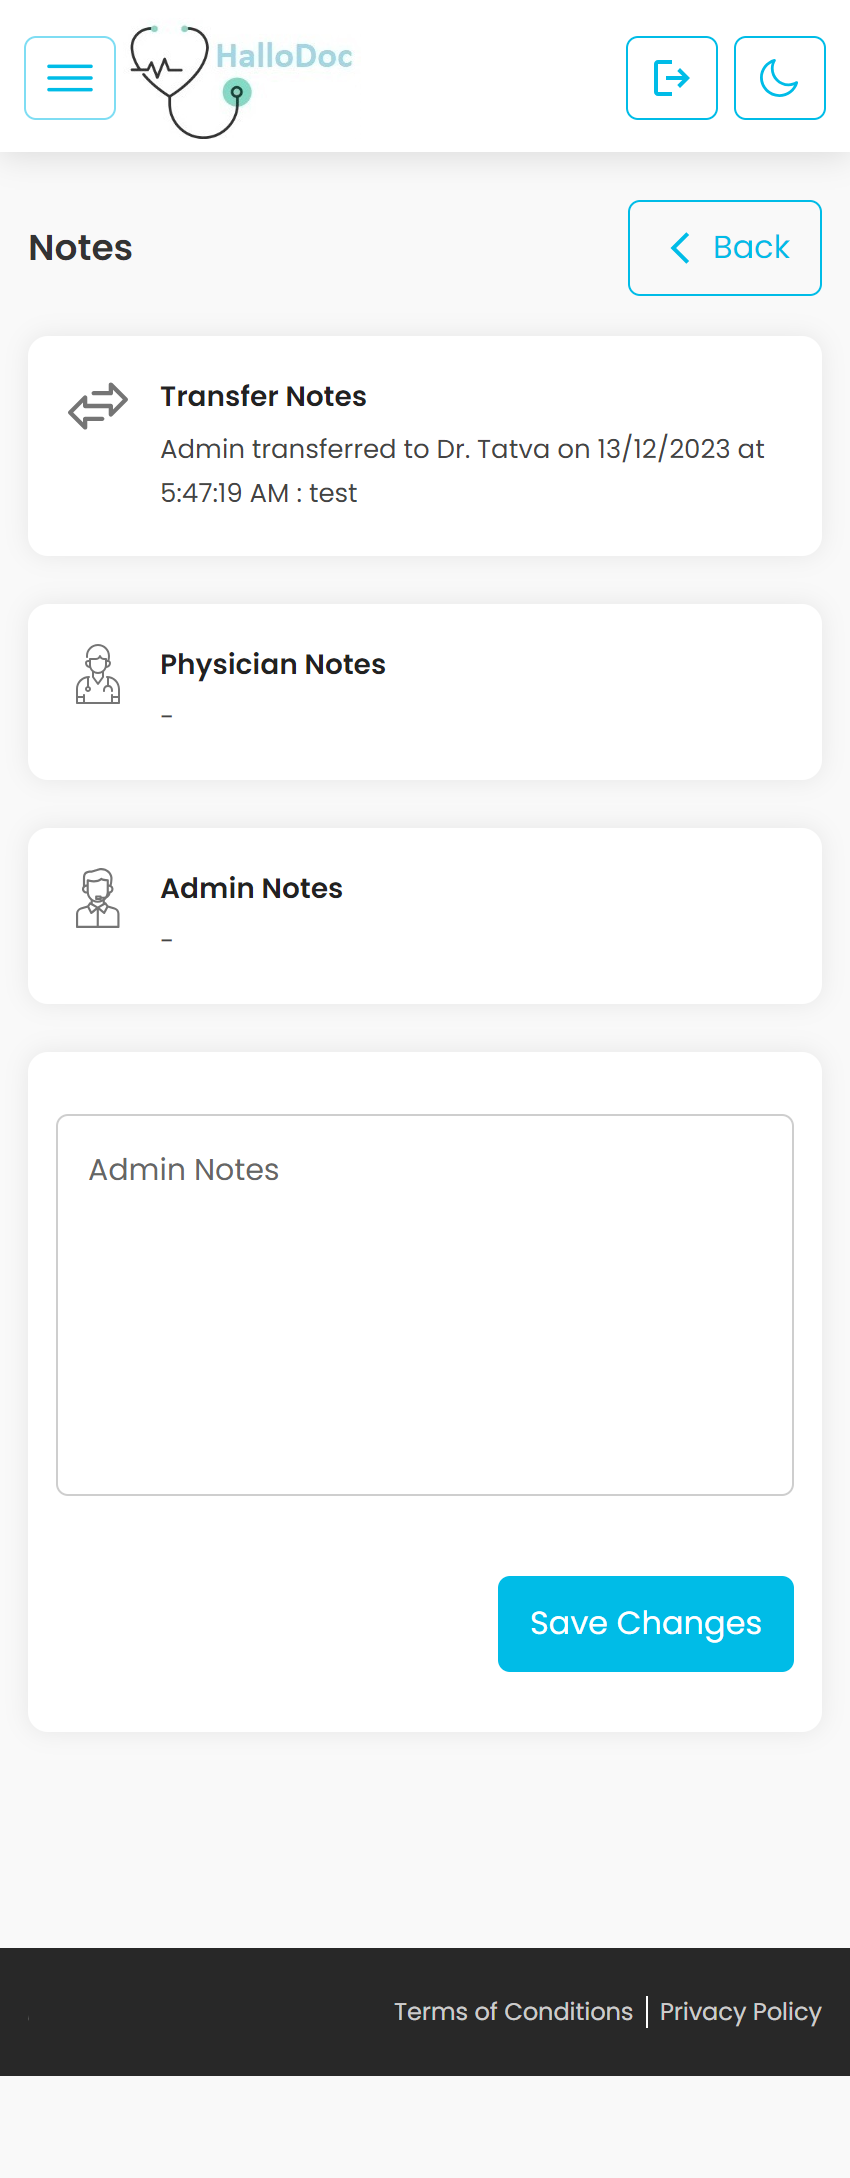 HalloDoc
Notes
Back
Transfer Notes
Admin transferred to Dr. Tatva on 13/12/2023 at
5:47:19 AM : test
Physician Notes
-
Admin Notes
-
Admin Notes
Save Changes
Terms of Conditions | Privacy Policy